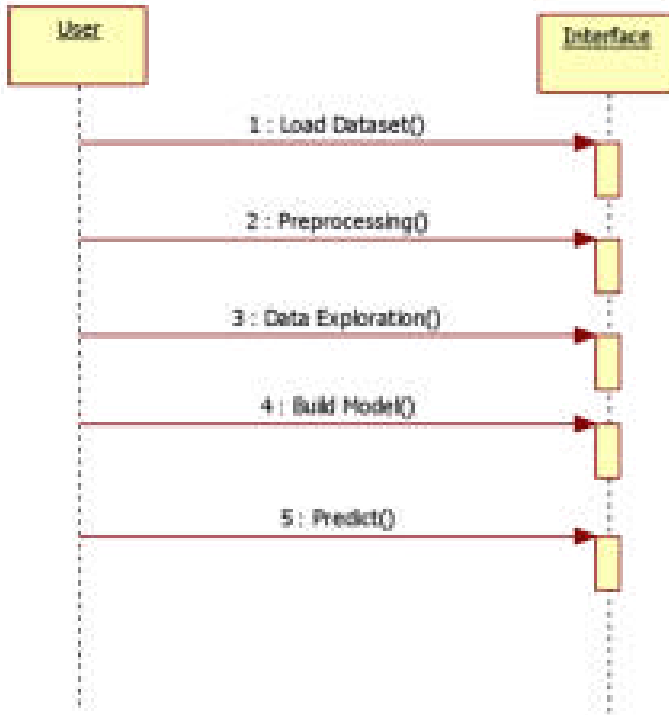 User
Interface
1 : Load Dataset()
2 : Preprocessing()
3 : Data Exploration()
4 : Build Model()
5 : Predict()